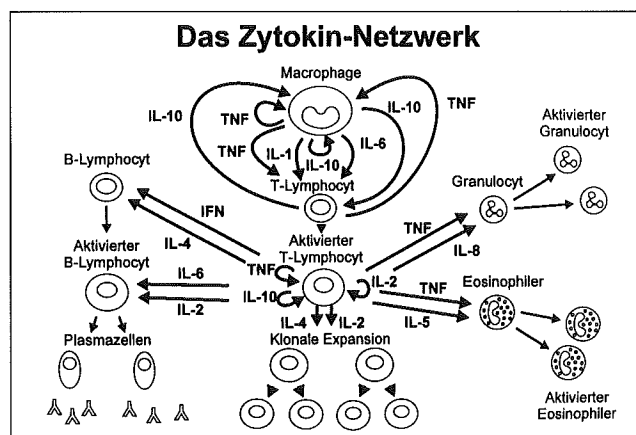 Das Zytokin-Netzwerk
Macrophage
IL-10
TNF
IL-10
TNF
TNF
IL-1
IL-10
IL-6
T-Lymphocyt
B-Lymphocyt
Aktivierter
Granulocyt
Granulocyt
IFN
IL-4
TNF
IL-8
Aktivierter
T-Lymphocyt
Aktivierter
B-Lymphocyt
IL-6
IL-2
TNF
IL-10
IL-2
TNF
IL-5
Eosinophiler
IL-4
IL-2
Plasmazellen
Klonale Expansion
Aktivierter
Eosinophiler